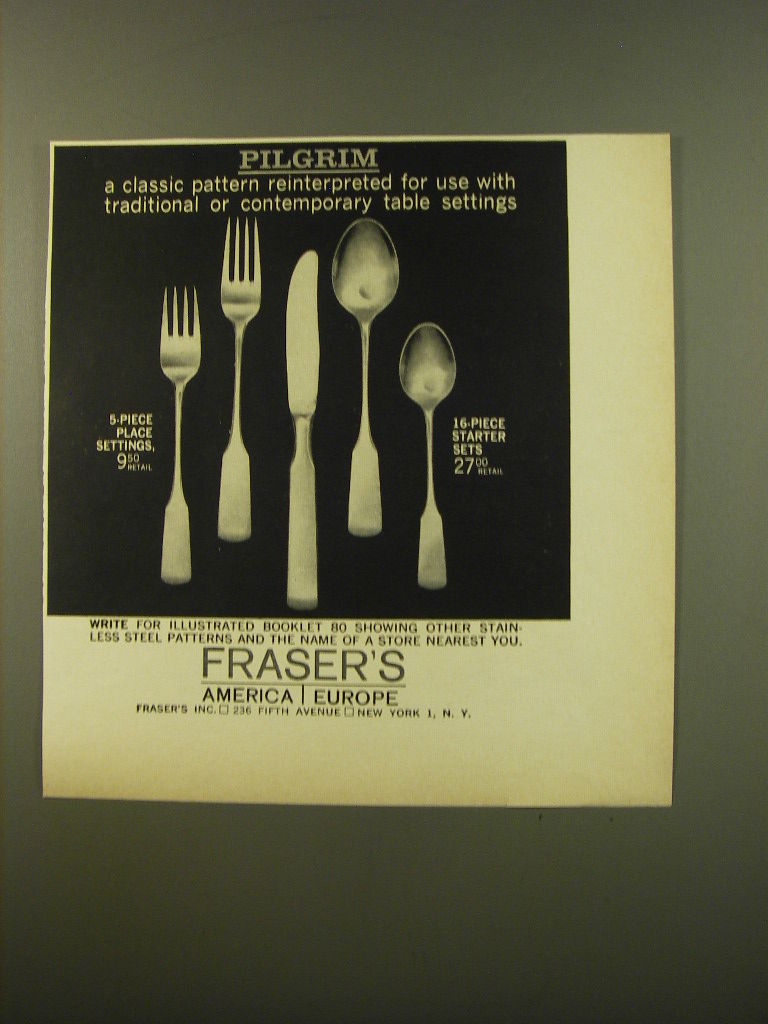 PILGRIM
a classic pattern reinterpreted for use with
traditional or contemporary table settings
5-PIECE
PLACE
SETTINGS,
9 50
RETAIL
16-PIECE
STARTER
SETS
27 00
RETAIL
WRITE FOR ILLUSTRATED BOOKLET 80 SHOWING OTHER STAIN-
LESS STEEL PATTERNS AND THE NAME OF A STORE NEAREST YOU.
FRASER'S
AMERICA | EUROPE
FRASER'S INC. □ 236 FIFTH AVENUE □ NEW YORK 1, N. Y.